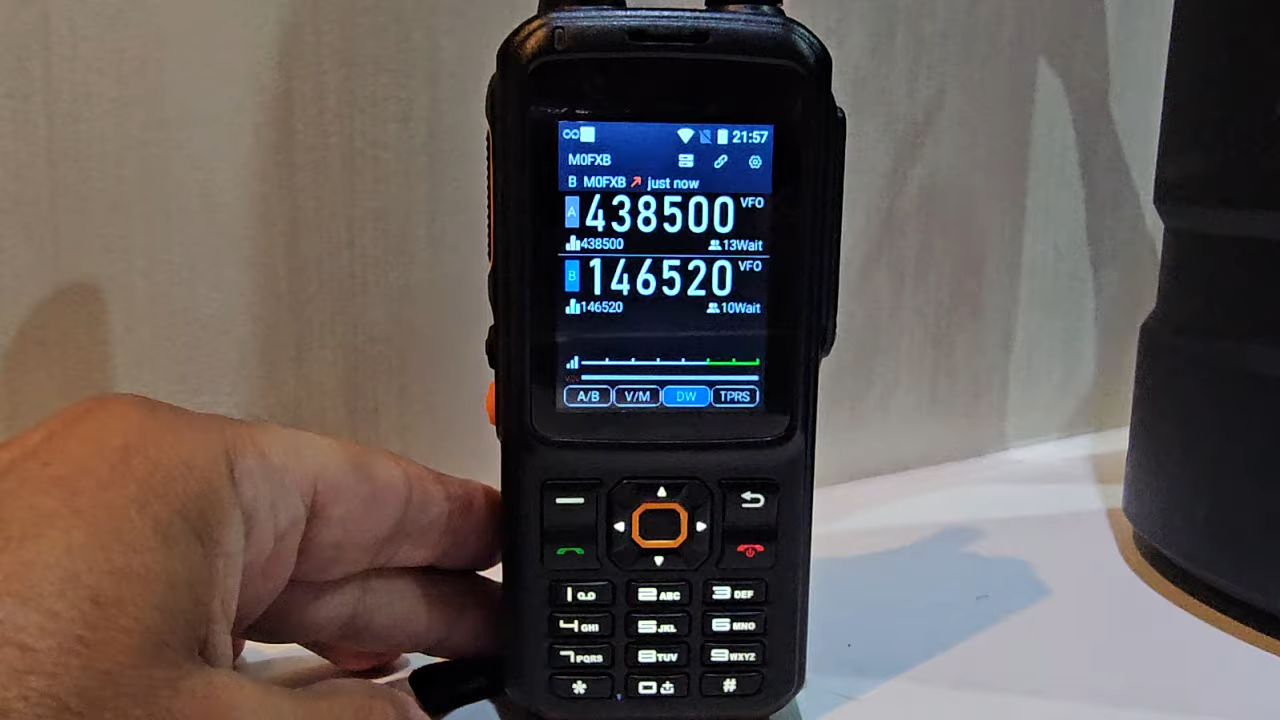 21:57
M0FXB
B M0FXB just now
A 438500 VFO
438500 13Wait
B 146520 VFO
146520 10Wait
A/B V/M DW TPRS
1
2 ABC
3 DEF
4 GHI
5 JKL
6 MNO
7 PQRS
8 TUV
9 WXYZ
*
0
#